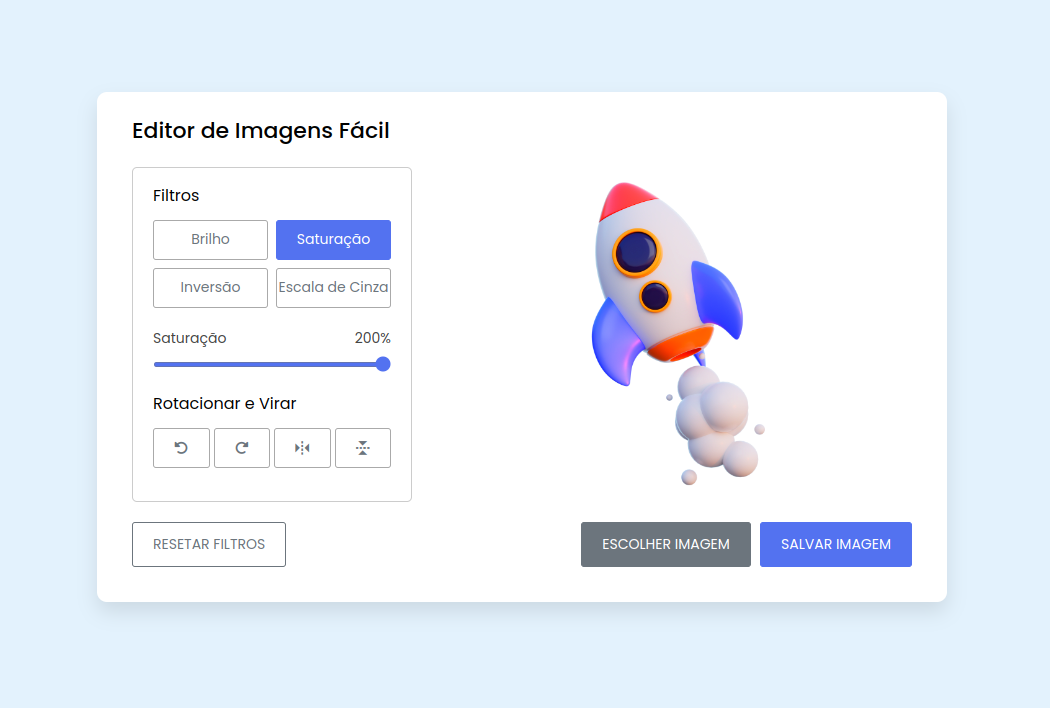 Editor de Imagens Fácil
Filtros
Brilho
Saturação
Inversão
Escala de Cinza
Saturação 200%
Rotacionar e Virar
RESETAR FILTROS
ESCOLHER IMAGEM
SALVAR IMAGEM